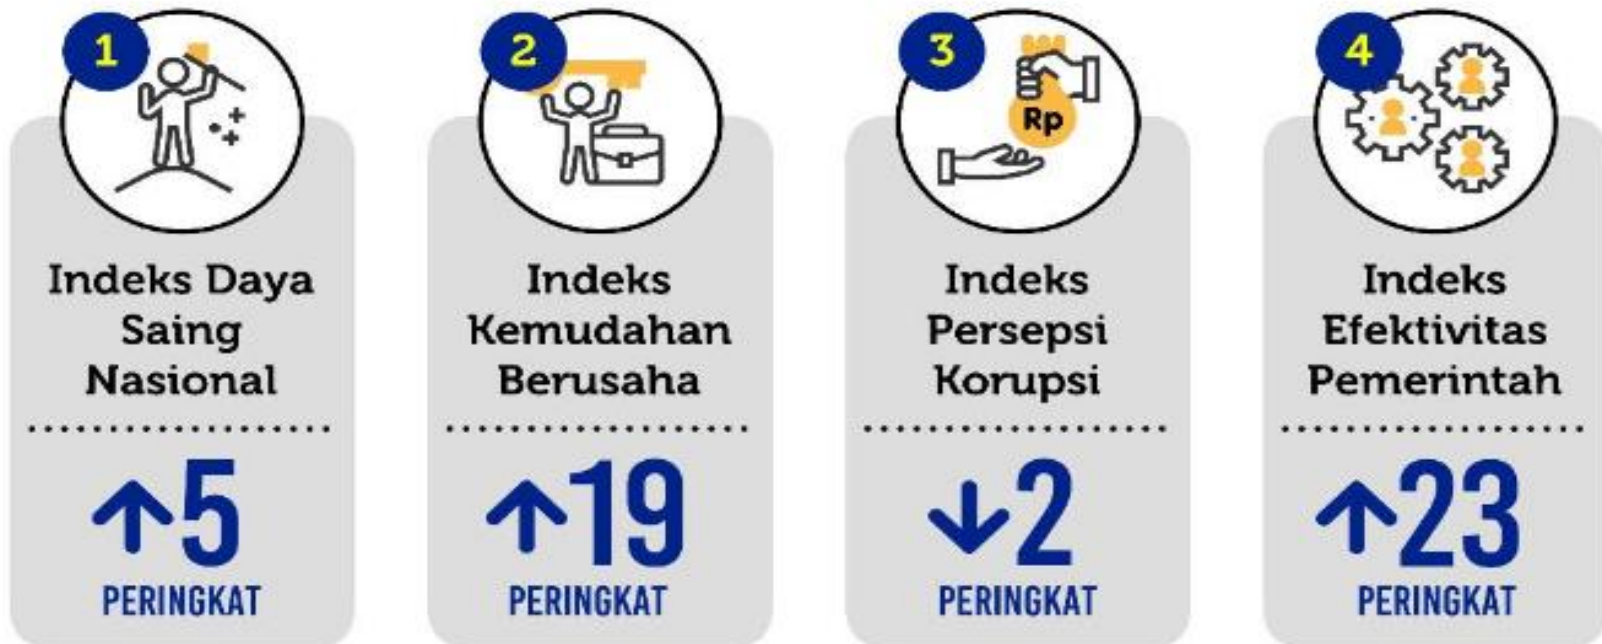 1
Indeks Daya
Saing
Nasional
↑5
PERINGKAT
2
Indeks
Kemudahan
Berusaha
↑19
PERINGKAT
3
Rp
Indeks
Persepsi
Korupsi
↓2
PERINGKAT
4
Indeks
Efektivitas
Pemerintah
↑23
PERINGKAT